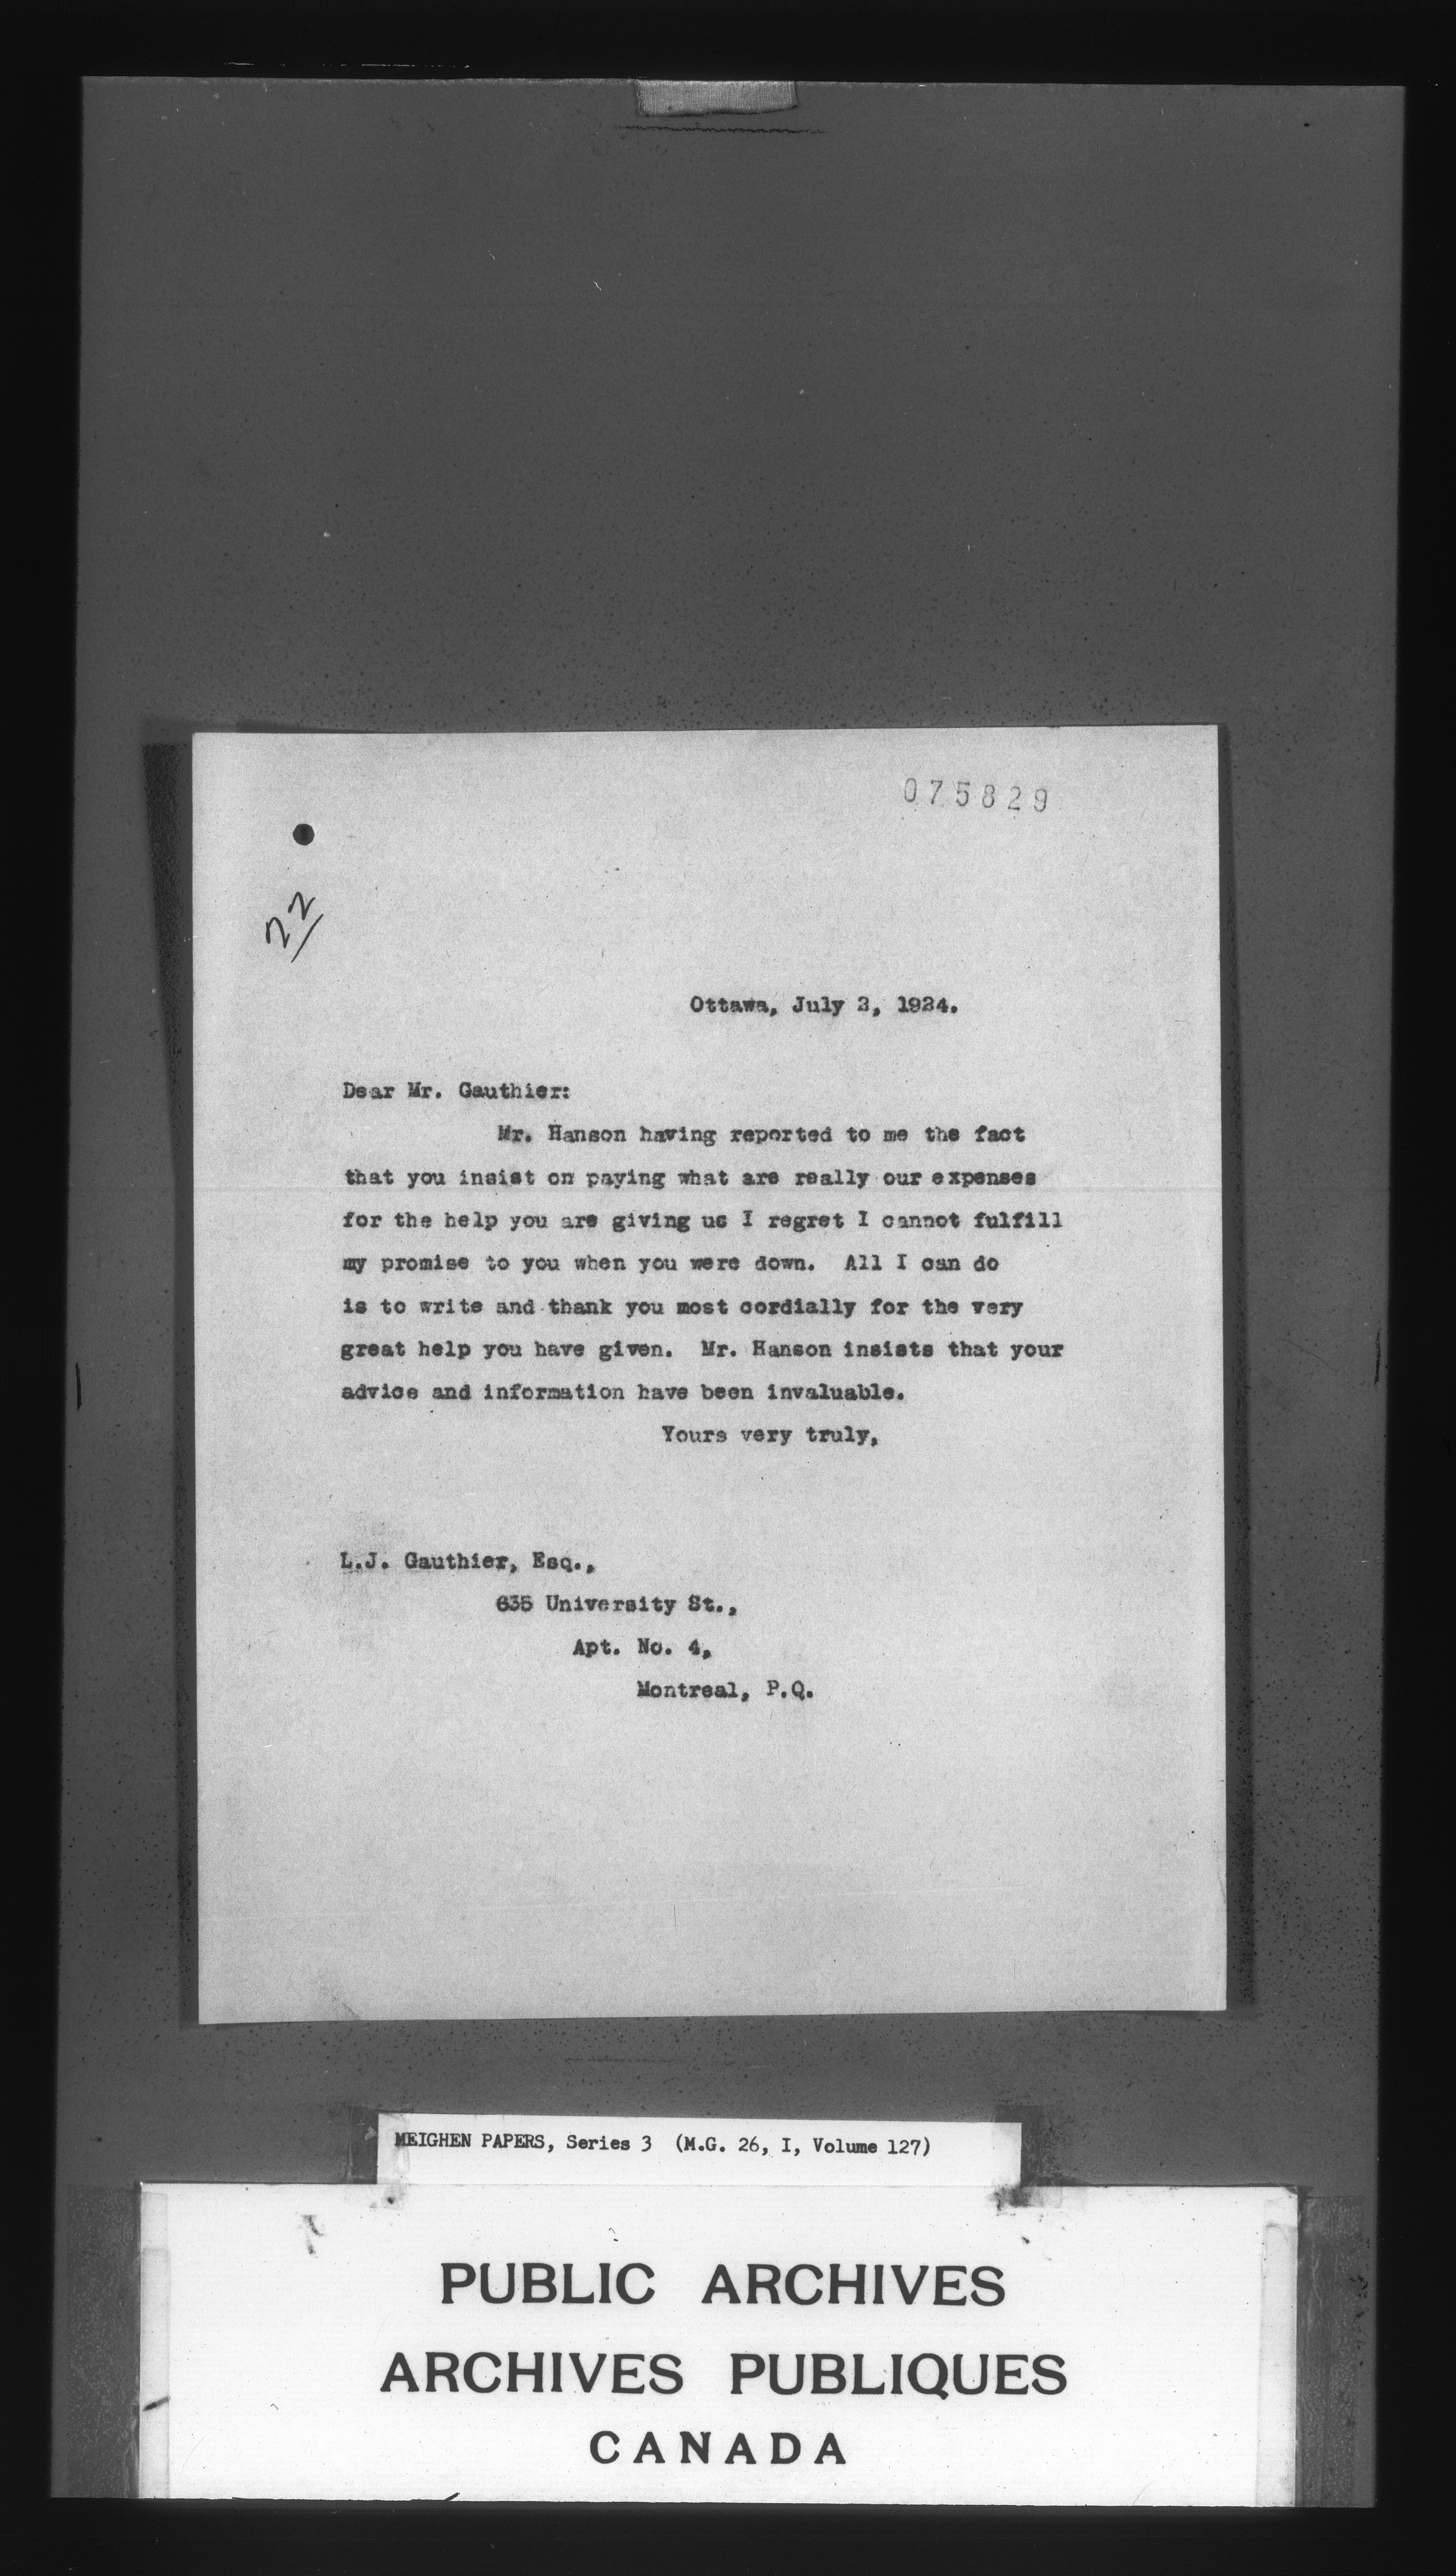 075829
22
Ottawa, July 2, 1924.
Dear Mr. Gauthier:
Mr. Hanson having reported to me the fact
that you insist on paying what are really our expenses
for the help you are giving us I regret I cannot fulfill
my promise to you when you were down. All I can do
is to write and thank you most cordially for the very
great help you have given. Mr. Hanson insists that your
advice and information have been invaluable.
Yours very truly,
L.J. Gauthier, Esq.,
635 University St.,
Apt. No. 4,
Montreal, P.Q.
MEIGHEN PAPERS, Series 3 (M.G. 26, I, Volume 127)
PUBLIC ARCHIVES
ARCHIVES PUBLIQUES
CANADA